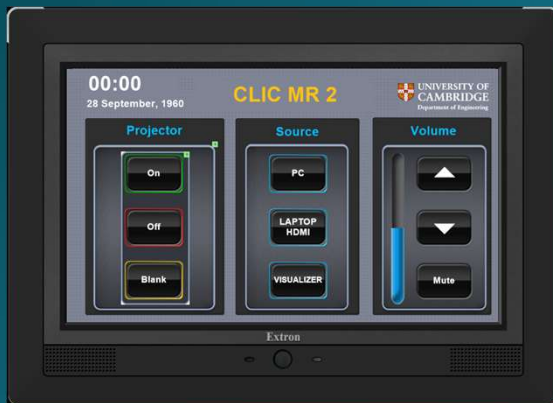 00:00
28 September, 1960
CLIC MR 2
UNIVERSITY OF
CAMBRIDGE
Department of Engineering
Projector
On
Off
Blank
Source
PC
LAPTOP
HDMI
VISUALIZER
Volume
Mute
Extron